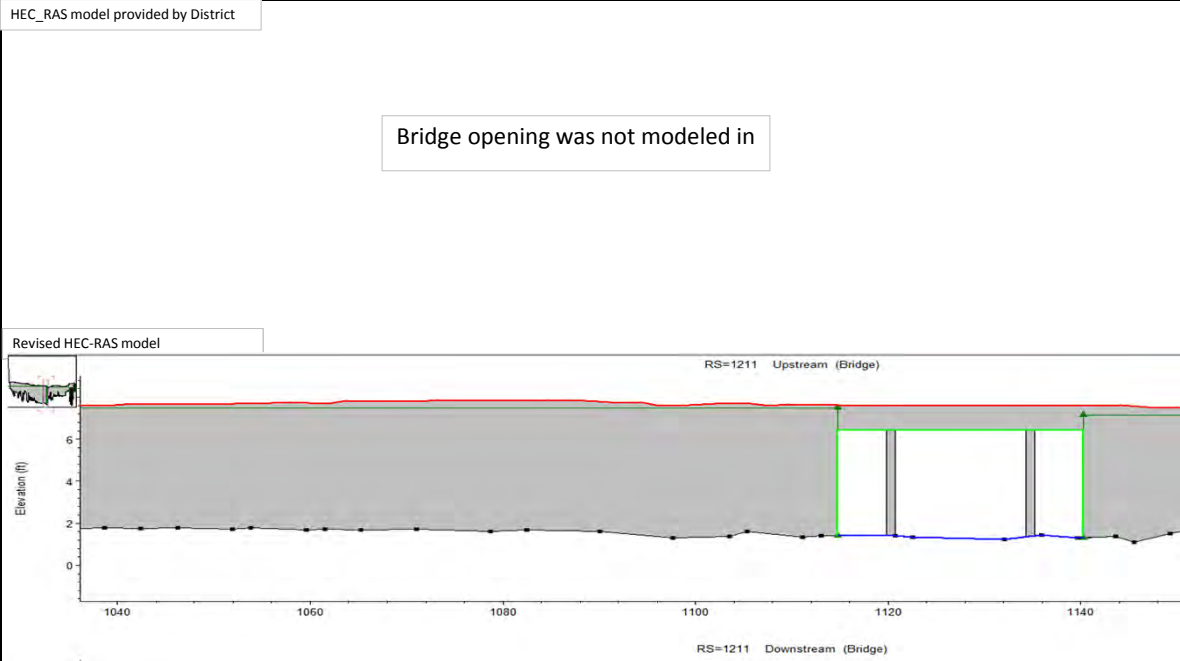 HEC_RAS model provided by District
Bridge opening was not modeled in
Revised HEC-RAS model
RS=1211 Upstream (Bridge)
Elevation (ft)
6
4
2
0
1040 1060 1080 1100 1120 1140
RS=1211 Downstream (Bridge)